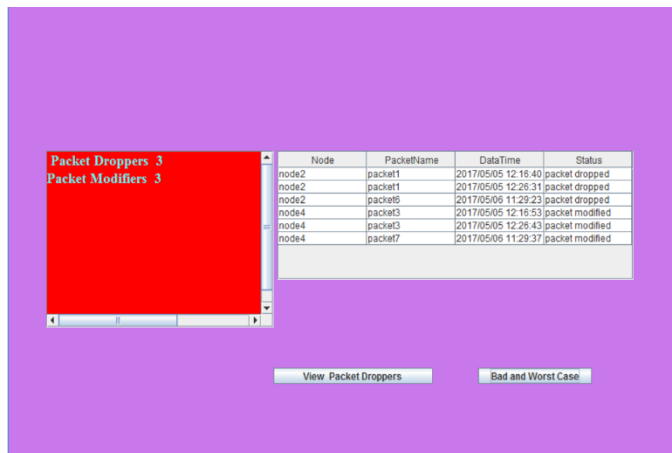 Packet Droppers 3
Packet Modifiers 3
Node PacketName DataTime Status
node2 packet1 2017/05/05 12:16:40 packet dropped
node2 packet1 2017/05/05 12:26:31 packet dropped
node2 packet6 2017/05/06 11:29:23 packet dropped
node4 packet3 2017/05/05 12:16:53 packet modified
node4 packet3 2017/05/05 12:26:43 packet modified
node4 packet7 2017/05/06 11:29:37 packet modified
View Packet Droppers
Bad and Worst Case